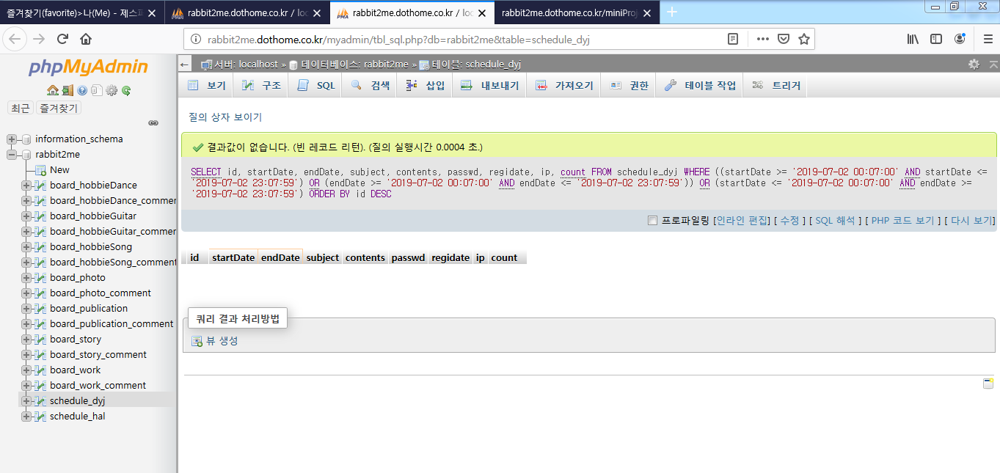 즐겨찾기(favorite)>나(Me) - 제스프
rabbit2me.dothome.co.kr / loc
rabbit2me.dothome.co.kr / loc
rabbit2me.dothome.co.kr/miniProj
rabbit2me.dothome.co.kr/myadmin/tbl_sql.php?db=rabbit2me&table=schedule_dyj
phpMyAdmin
최근 즐겨찾기
information_schema
rabbit2me
New
board_hobbieDance
board_hobbieDance_commer
board_hobbieGuitar
board_hobbieGuitar_commer
board_hobbieSong
board_hobbieSong_comment
board_photo
board_photo_comment
board_publication
board_publication_comment
board_story
board_story_comment
board_work
board_work_comment
schedule_dyj
schedule_hal
서버: localhost » 데이터베이스: rabbit2me » 테이블: schedule_dyj
보기 구조 SQL 검색 삽입 내보내기 가져오기 권한 테이블 작업 트리거
질의 상자 보이기
결과값이 없습니다. (빈 레코드 리턴). (질의 실행시간 0.0004 초.)
SELECT id, startDate, endDate, subject, contents, passwd, regidate, ip, count FROM schedule_dyj WHERE ((startDate >= '2019-07-02 00:07:00' AND startDate <=
'2019-07-02 23:07:59') OR (endDate >= '2019-07-02 00:07:00' AND endDate <= '2019-07-02 23:07:59')) OR (startDate <= '2019-07-02 00:07:00' AND endDate >=
'2019-07-02 23:07:59') ORDER BY id DESC
프로파일링 [인라인 편집] [ 수정 ] [ SQL 해석 ] [ PHP 코드 보기 ] [ 다시 보기]
id startDate endDate subject contents passwd regidate ip count
쿼리 결과 처리방법
뷰 생성